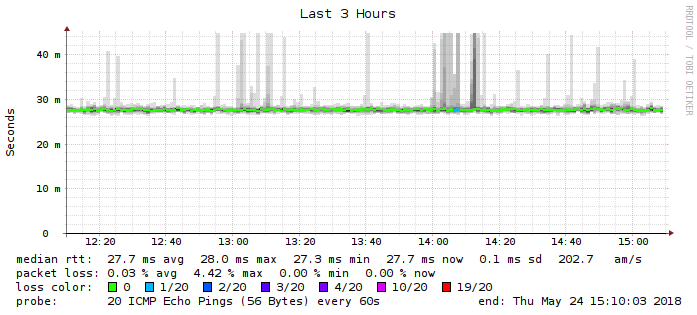 Last 3 Hours
RRDTOOL / TOBI OETIKER
Seconds
40 m
30 m
20 m
10 m
0
12:20 12:40 13:00 13:20 13:40 14:00 14:20 14:40 15:00
median rtt: 27.7 ms avg 28.0 ms max 27.3 ms min 27.7 ms now 0.1 ms sd 202.7 am/s
packet loss: 0.03 % avg 4.42 % max 0.00 % min 0.00 % now
loss color: 0 1/20 2/20 3/20 4/20 10/20 19/20
probe: 20 ICMP Echo Pings (56 Bytes) every 60s end: Thu May 24 15:10:03 2018